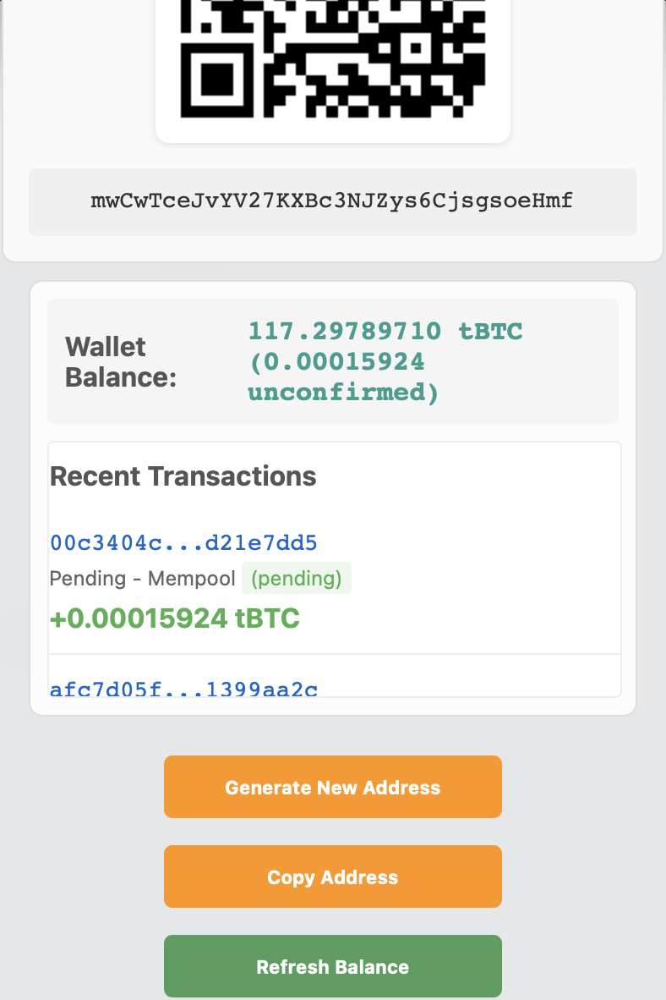 mwCwTceJvYV27KXBc3NJZys6CjsgsoeHmf
Wallet
Balance:
117.29789710 tBTC
(0.00015924
unconfirmed)
Recent Transactions
00c3404c...d21e7dd5
Pending - Mempool (pending)
+0.00015924 tBTC
afc7d05f...1399aa2c
Generate New Address
Copy Address
Refresh Balance